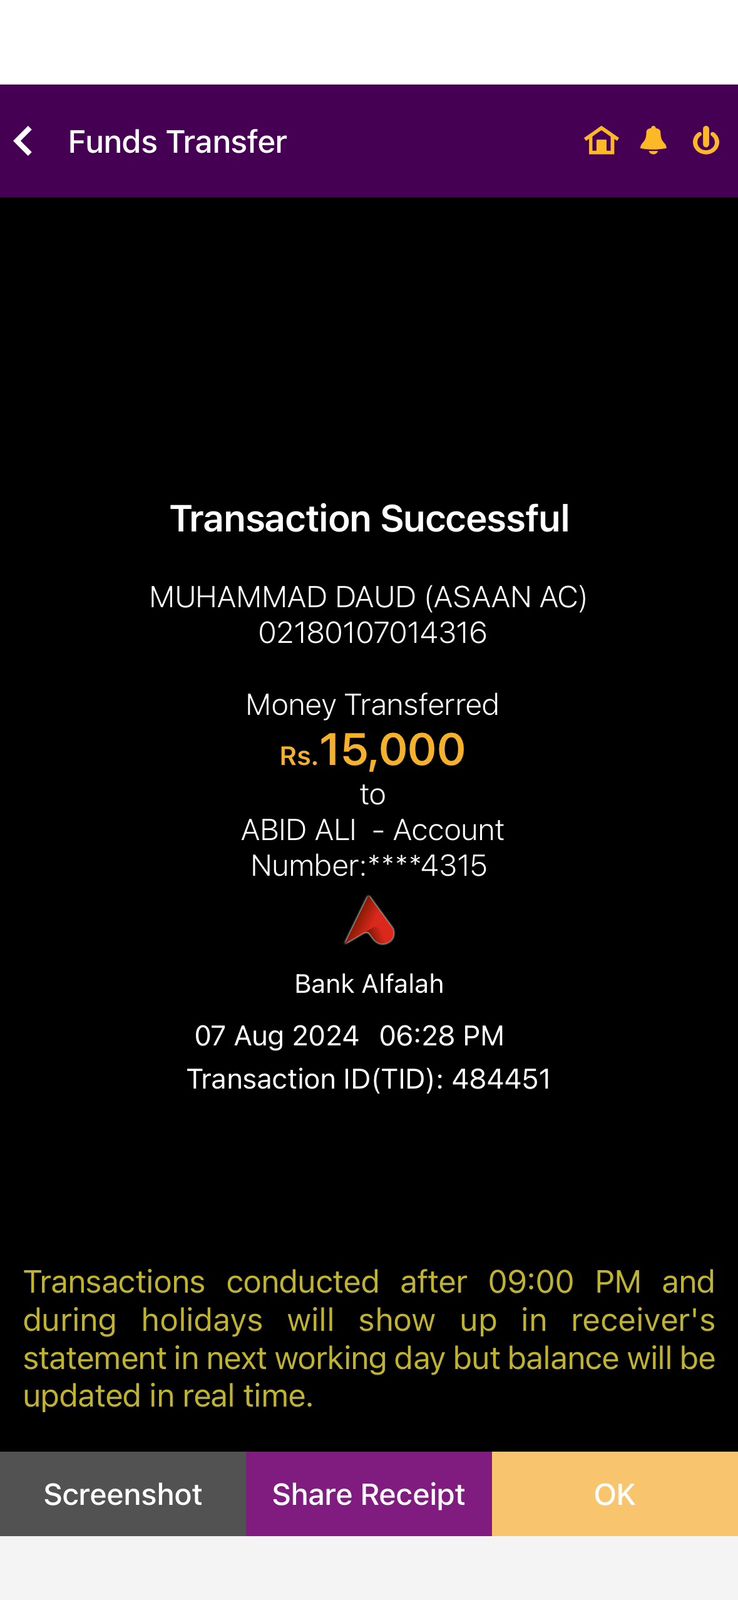 Funds Transfer
Transaction Successful
MUHAMMAD DAUD (ASAAN AC)
02180107014316
Money Transferred
Rs.15,000
to
ABID ALI - Account
Number:****4315
Bank Alfalah
07 Aug 2024 06:28 PM
Transaction ID(TID): 484451
Transactions conducted after 09:00 PM and
during holidays will show up in receiver's
statement in next working day but balance will be
updated in real time.
Screenshot
Share Receipt
OK